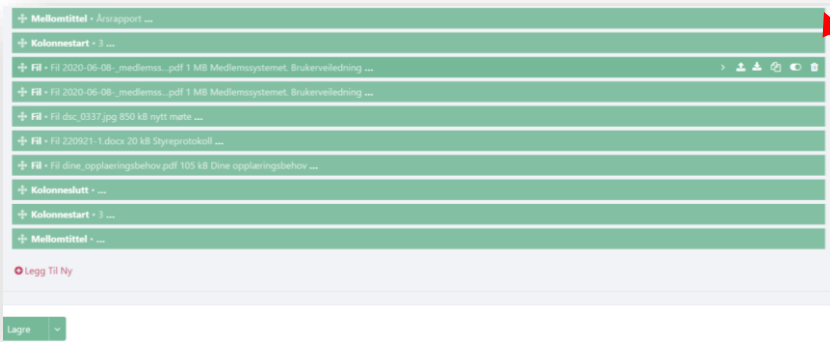 Mellomtittel • Årsrapport ...
Kolonnestart • 3 ...
Fil • Fil 2020-06-08-_medlemss...pdf 1 MB Medlemssystemet. Brukerveiledning ...
Fil • Fil 2020-06-08-_medlemss...pdf 1 MB Medlemssystemet. Brukerveiledning ...
Fil • Fil dsc_0337.jpg 850 kB nytt møte ...
Fil • Fil 220921-1.docx 20 kB Styreprotokoll ...
Fil • Fil dine_opplaeringsbehov.pdf 105 kB Dine opplæringsbehov ...
Kolonneslutt • ...
Kolonnestart • 3 ...
Mellomtittel • ...
Legg Til Ny
Lagre